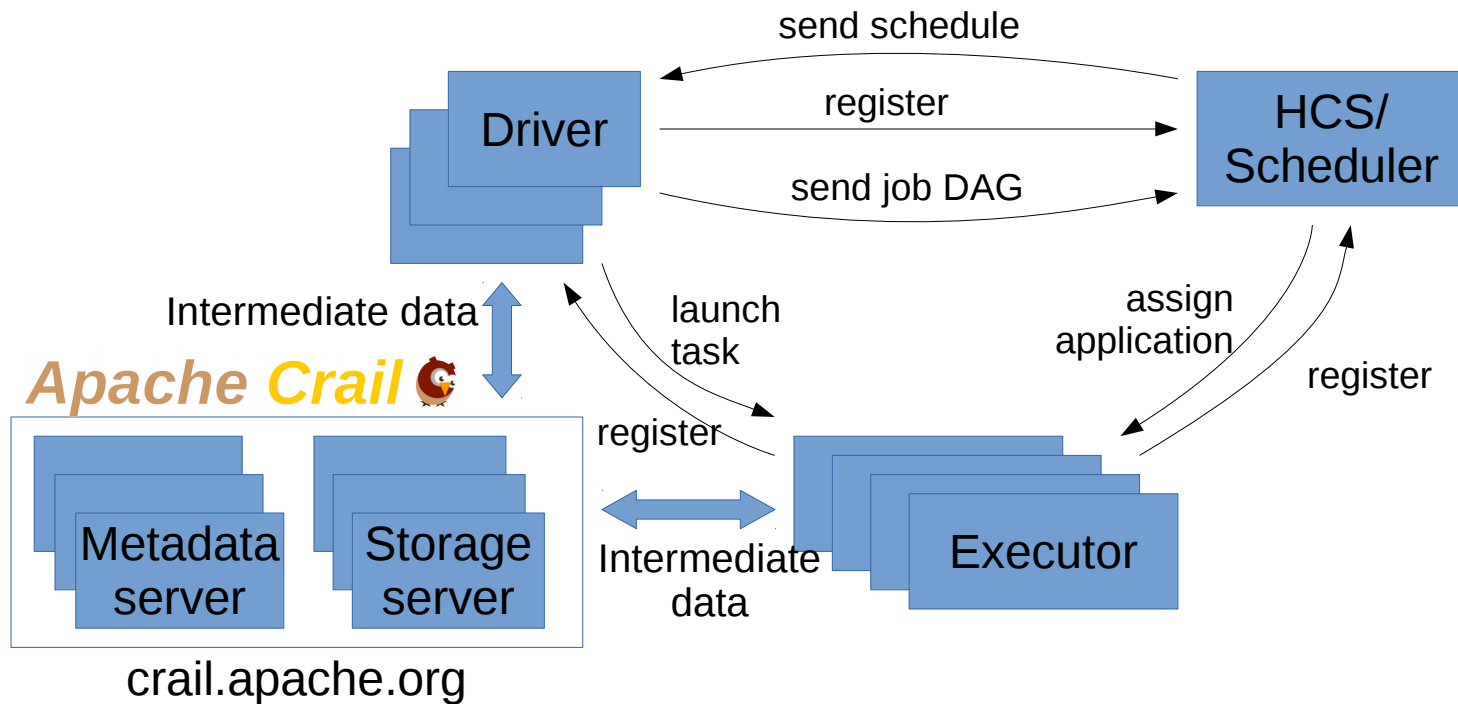 send schedule
Driver
register
HCS/
Scheduler
send job DAG
Intermediate data
launch
task
assign
application
register
Apache Crail
register
Metadata
server
Storage
server
Intermediate
data
Executor
crail.apache.org